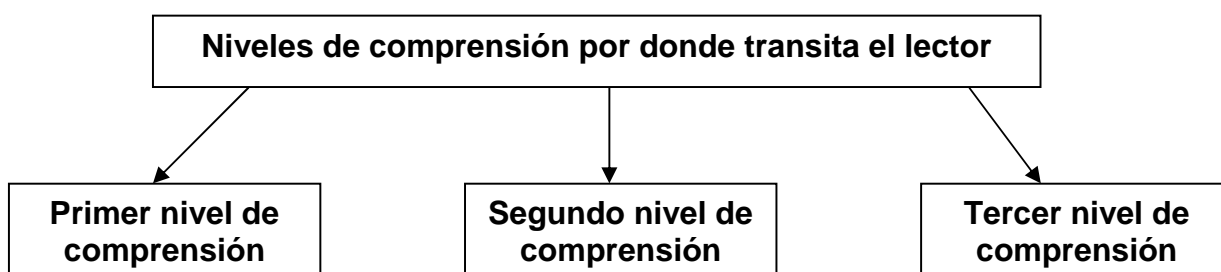 Niveles de comprensión por donde transita el lector
Primer nivel de
comprensión
Segundo nivel de
comprensión
Tercer nivel de
comprensión